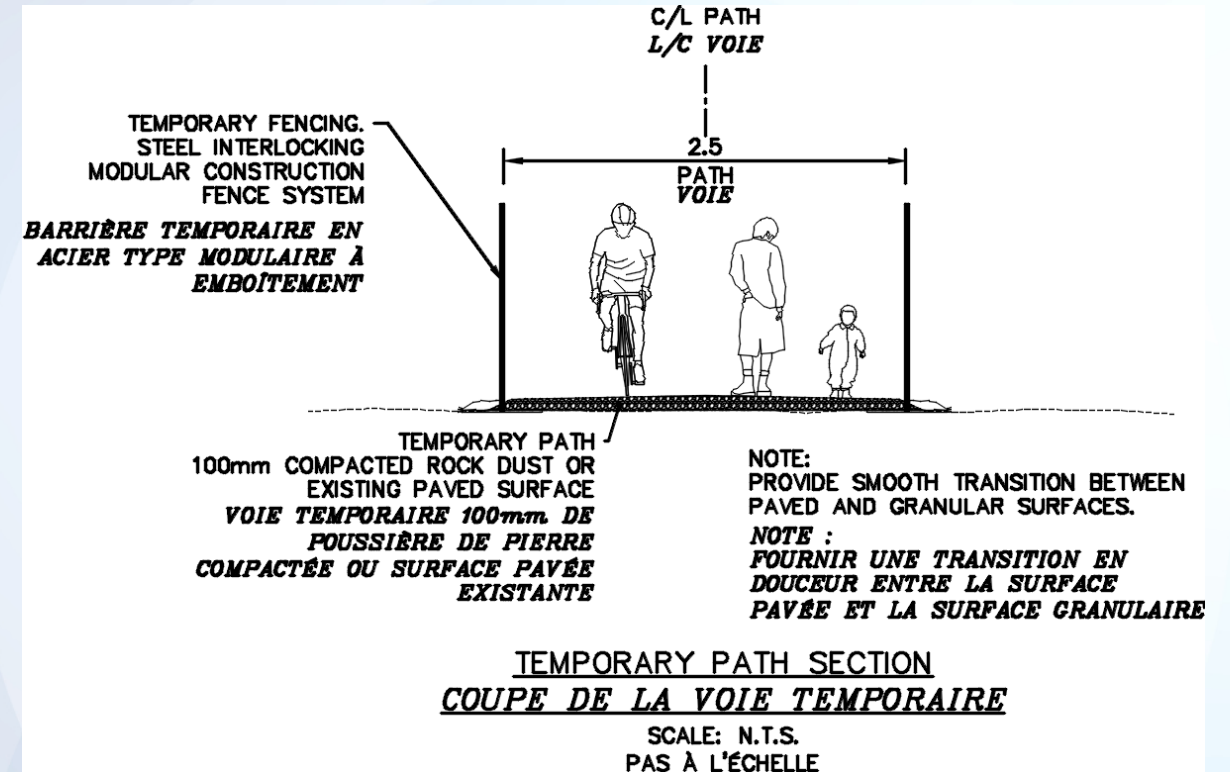 C/L PATH
L/C VOIE
TEMPORARY FENCING.
STEEL INTERLOCKING
MODULAR CONSTRUCTION
FENCE SYSTEM
BARRIÈRE TEMPORAIRE EN
ACIER TYPE MODULAIRE À
EMBOÎTEMENT
2.5
PATH
VOIE
TEMPORARY PATH
100mm COMPACTED ROCK DUST OR
EXISTING PAVED SURFACE
VOIE TEMPORAIRE 100mm DE
POUSSIÈRE DE PIERRE
COMPACTÉE OU SURFACE PAVÉE
EXISTANTE
NOTE:
PROVIDE SMOOTH TRANSITION BETWEEN
PAVED AND GRANULAR SURFACES.
NOTE :
FOURNIR UNE TRANSITION EN
DOUCEUR ENTRE LA SURFACE
PAVÉE ET LA SURFACE GRANULAIRE
TEMPORARY PATH SECTION
COUPE DE LA VOIE TEMPORAIRE
SCALE: N.T.S.
PAS À L'ÉCHELLE